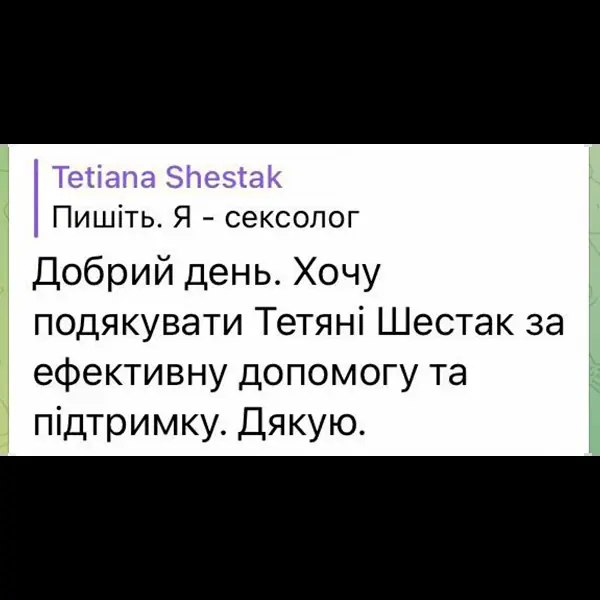 Tetiana Shestak
Пишіть. Я - сексолог
Добрий день. Хочу
подякувати Тетяні Шестак за
ефективну допомогу та
підтримку. Дякую.